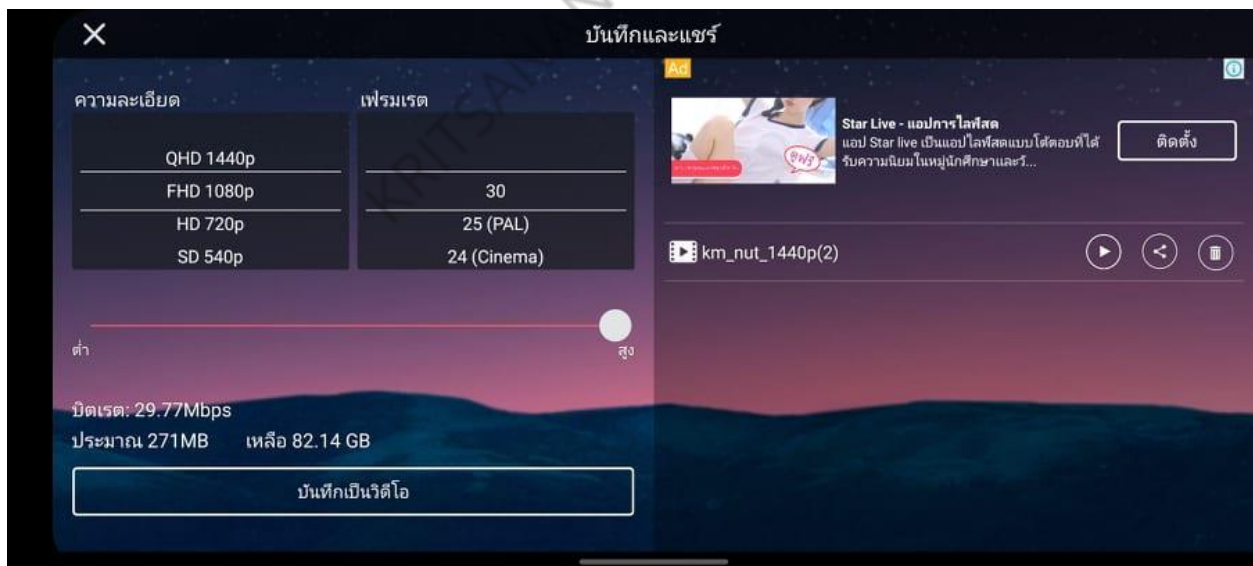 บันทึกและแชร์
KRITSANA N
ความละเอียด
เฟรมเรต
QHD 1440p
FHD 1080p
HD 720p
SD 540p
30
25 (PAL)
24 (Cinema)
ต่ำ
สูง
บิตเรต: 29.77Mbps
ประมาณ 271MB
เหลือ 82.14 GB
บันทึกเป็นวิดีโอ
Ad
ดูฟรี
Star Live - แอปการไลฟ์สด
แอป Star live เป็นแอปไลฟ์สดแบบโต้ตอบที่ได้
รับความนิยมในหมู่นักศึกษาและวั...
ติดตั้ง
km_nut_1440p(2)